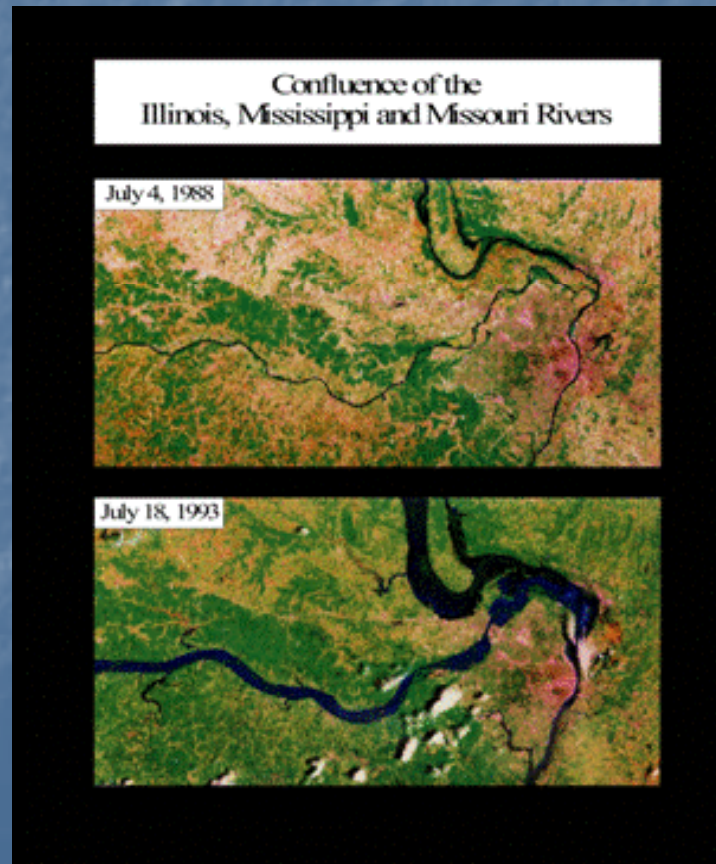 Confluence of the
Illinois, Mississippi and Missouri Rivers
July 4, 1988
July 18, 1993